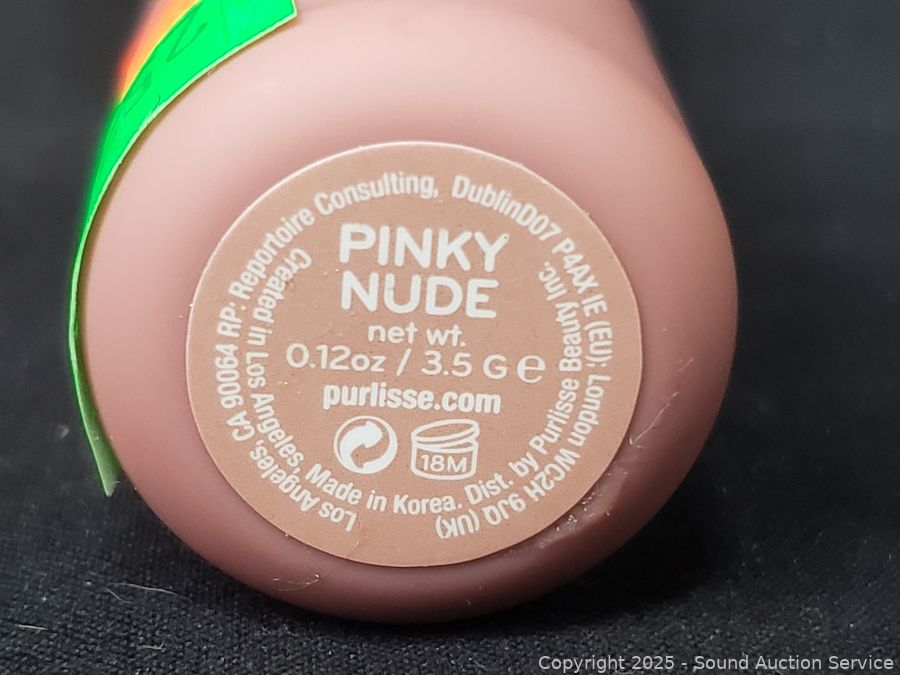 Los Angeles, CA 90064 RP: Repertoire Consulting, DublinD07 P4AX IE (EU); London WC2H 9JQ (UK)
Created in Los Angeles, Made in Korea. Dist. by Purlisse Beauty Inc.
PINKY
NUDE
net wt.
0.12oz / 3.5 G e
purlisse.com
18M
Copyright 2025 - Sound Auction Service